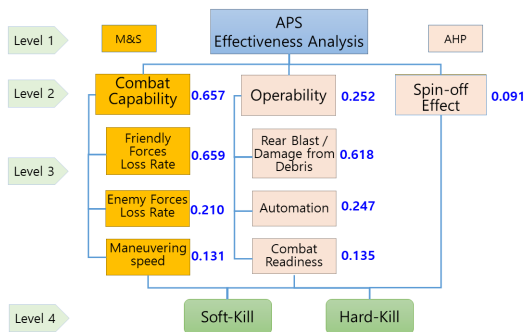 Level 1
M&S
APS
Effectiveness Analysis
AHP
Level 2
Combat
Capability
0.657
Operability
0.252
Spin-off
Effect
0.091
Level 3
Friendly
Forces
Loss Rate
0.659
Rear Blast /
Damage from
Debris
0.618
Enemy Forces
Loss Rate
0.210
Automation
0.247
Maneuvering
speed
0.131
Combat
Readiness
0.135
Level 4
Soft-Kill
Hard-Kill